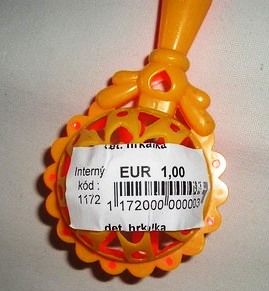 det. hrkalka
Interný
kód :
1172
EUR 1,00
1 172000 000003
det. hrkalka